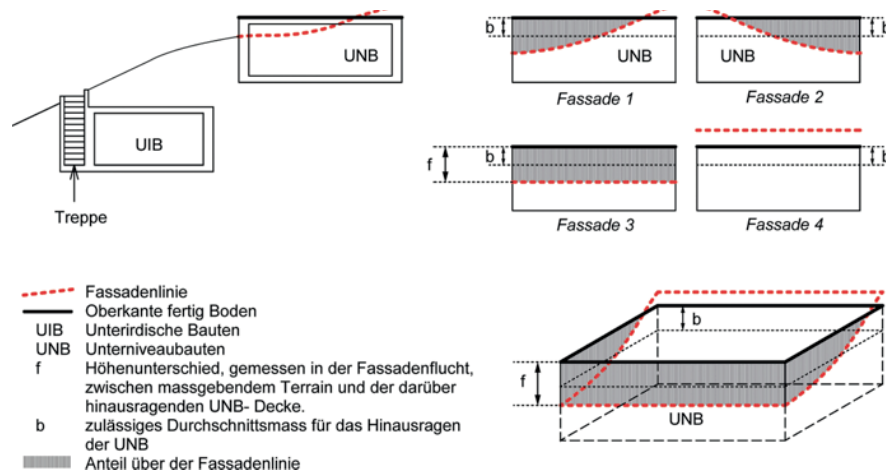 UNB
UIB
Treppe
b
b
UNB
UNB
Fassade 1
Fassade 2
f
b
b
Fassade 3
Fassade 4
Fassadenlinie
Oberkante fertig Boden
UIB Unterirdische Bauten
UNB Unterniveaubauten
f Höhenunterschied, gemessen in der Fassadenflucht,
zwischen massgebendem Terrain und der darüber
hinausragenden UNB- Decke.
b zulässiges Durchschnittsmass für das Hinausragen
der UNB
Anteil über der Fassadenlinie
b
f
UNB